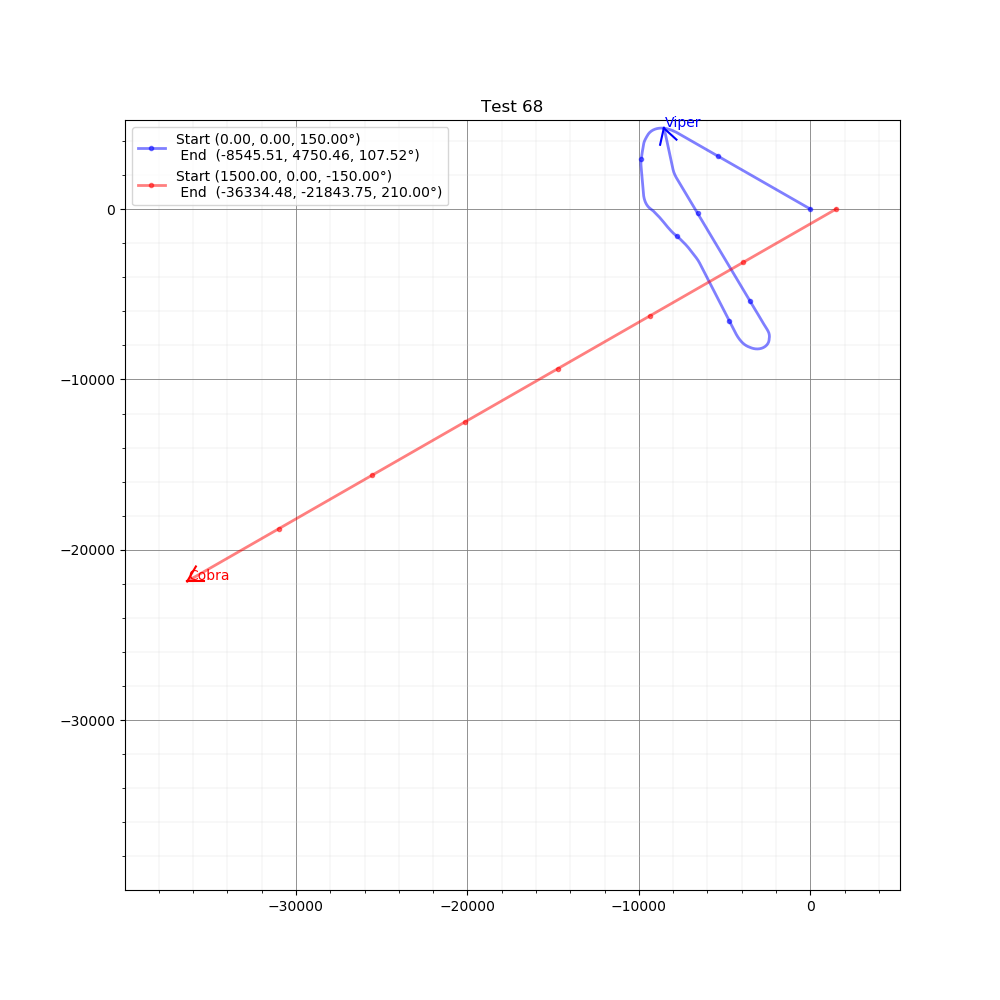 Test 68
Start (0.00, 0.00, 150.00°)
End (-8545.51, 4750.46, 107.52°)
Start (1500.00, 0.00, -150.00°)
End (-36334.48, -21843.75, 210.00°)
Viper
0
−10000
−20000
Cobra
−30000
−30000 −20000 −10000 0